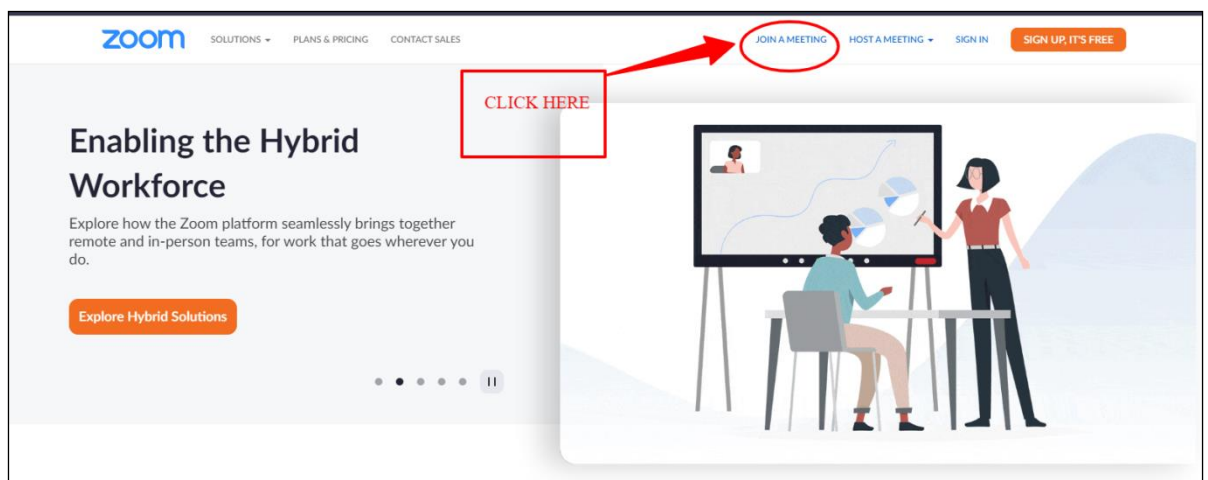 zoom SOLUTIONS PLANS & PRICING CONTACT SALES JOIN A MEETING HOST A MEETING SIGN IN SIGN UP, IT'S FREE
CLICK HERE
Enabling the Hybrid
Workforce
Explore how the Zoom platform seamlessly brings together
remote and in-person teams, for work that goes wherever you
do.
Explore Hybrid Solutions